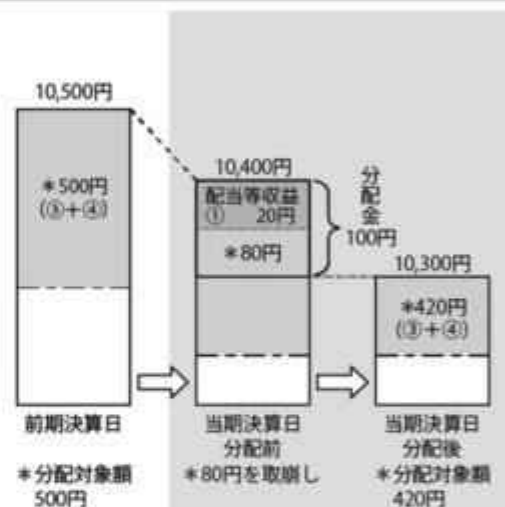 10,500円
*500円
(③+④)
前期決算日
*分配対象額
500円
10,400円
配当等収益
① 20円
*80円
分配金
100円
当期決算日
分配前
*80円を取崩し
10,300円
*420円
(③+④)
当期決算日
分配後
*分配対象額
420円